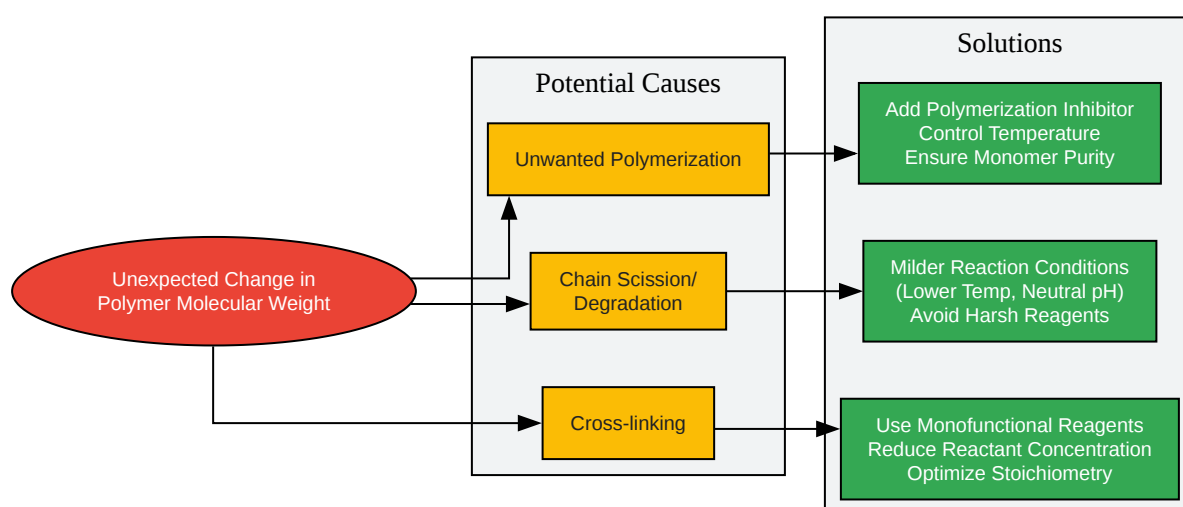 Solutions
Potential Causes
Add Polymerization Inhibitor
Control Temperature
Ensure Monomer Purity
Unwanted Polymerization
Unexpected Change in
Polymer Molecular Weight
Chain Scission/
Degradation
Milder Reaction Conditions
(Lower Temp, Neutral pH)
Avoid Harsh Reagents
Cross-linking
Use Monofunctional Reagents
Reduce Reactant Concentration
Optimize Stoichiometry